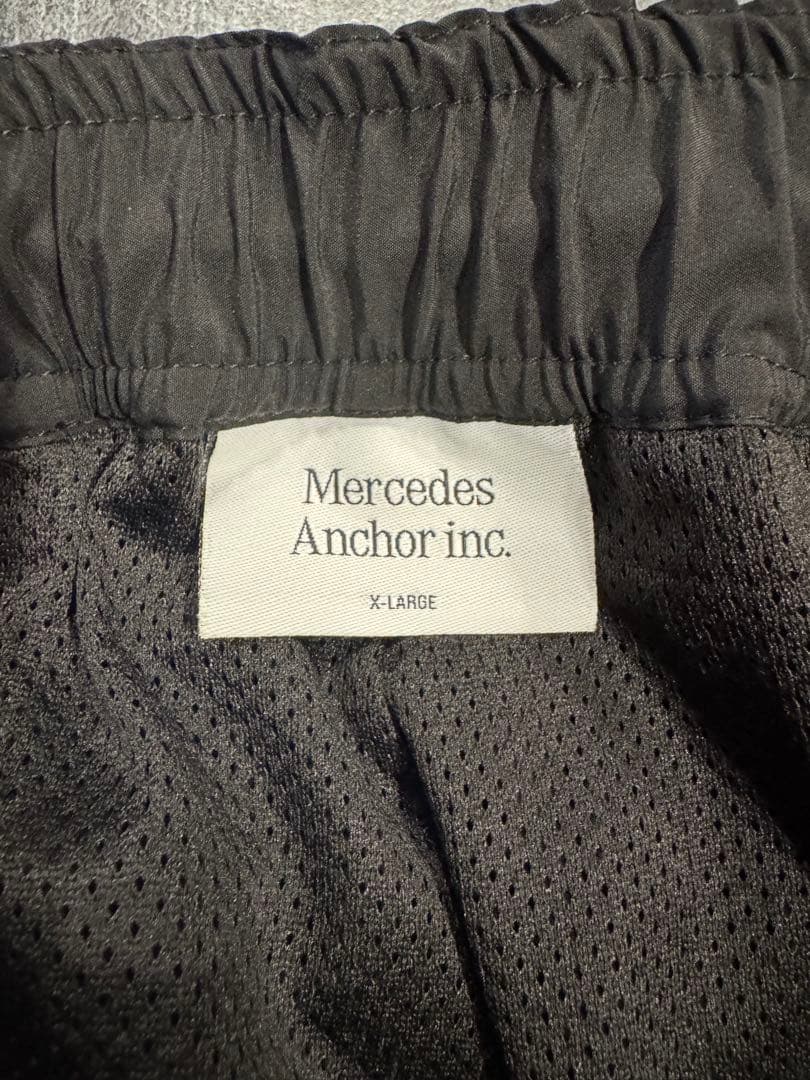 Mercedes
Anchor inc.
X-LARGE